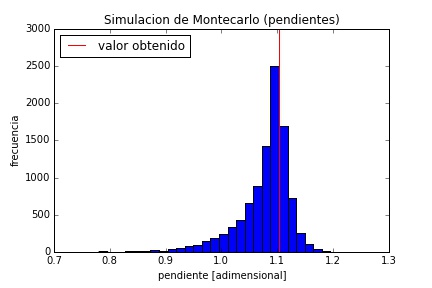 Simulacion de Montecarlo (pendientes)
3000
2500
2000
1500
1000
500
0
frecuencia
valor obtenido
0.7 0.8 0.9 1.0 1.1 1.2 1.3
pendiente [adimensional]